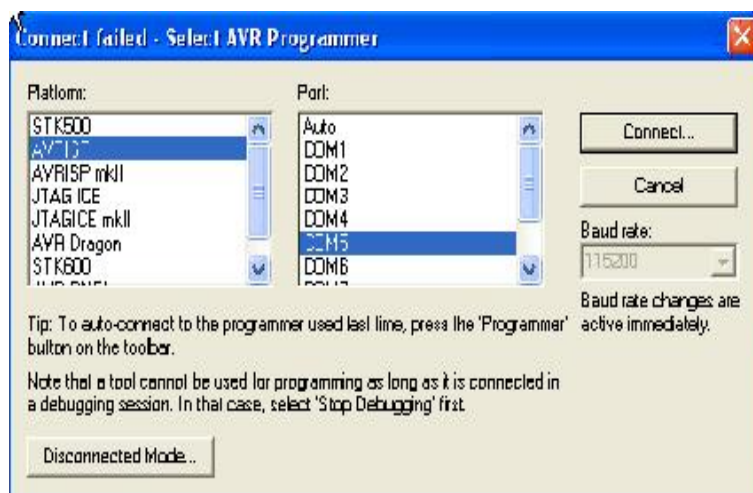 Connect failed - Select AVR Programmer
Platform:
STK500
AVRISP
AVRISP mkII
JTAG ICE
JTAGICE mkII
AVR Dragon
STK600
Port:
Auto
COM1
COM2
COM3
COM4
COM5
COM6
Connect...
Cancel
Baud rate:
115200
Baud rate changes are
active immediately.
Tip: To auto-connect to the programmer used last time, press the 'Programmer'
button on the toolbar.
Note that a tool cannot be used for programming as long as it is connected in
a debugging session. In that case, select 'Stop Debugging' first.
Disconnected Mode...